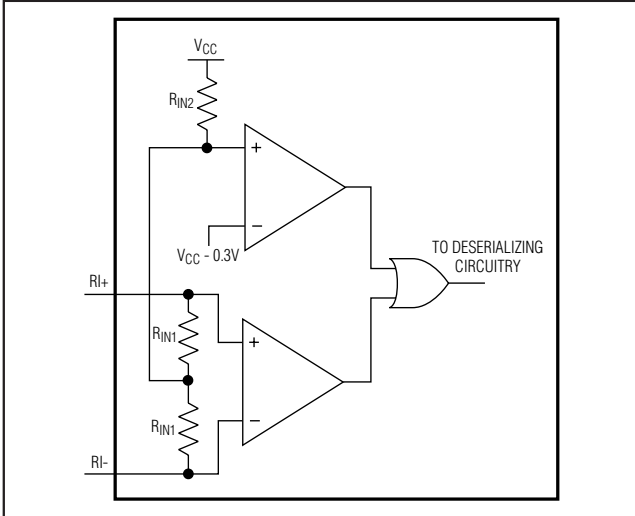 VCC
RIN2
+
−
VCC - 0.3V
TO DESERIALIZING
CIRCUITRY
RI+
RIN1
+
RIN1
−
RI-